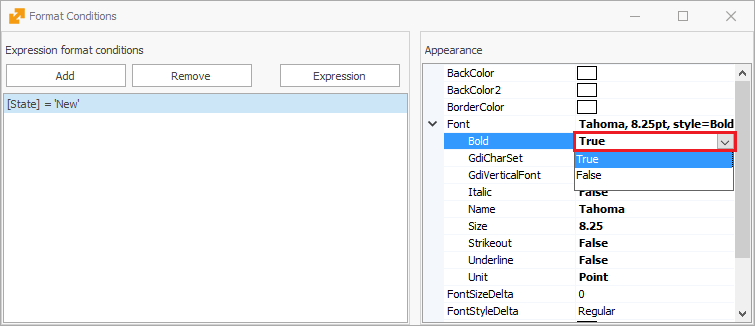 Format Conditions
Expression format conditions
Add Remove Expression
[State] = 'New'
Appearance
BackColor
BackColor2
BorderColor
Font Tahoma, 8.25pt, style=Bold
Bold True
GdiCharSet True
GdiVerticalFont False
Italic False
Name Tahoma
Size 8.25
Strikeout False
Underline False
Unit Point
FontSizeDelta 0
FontStyleDelta Regular